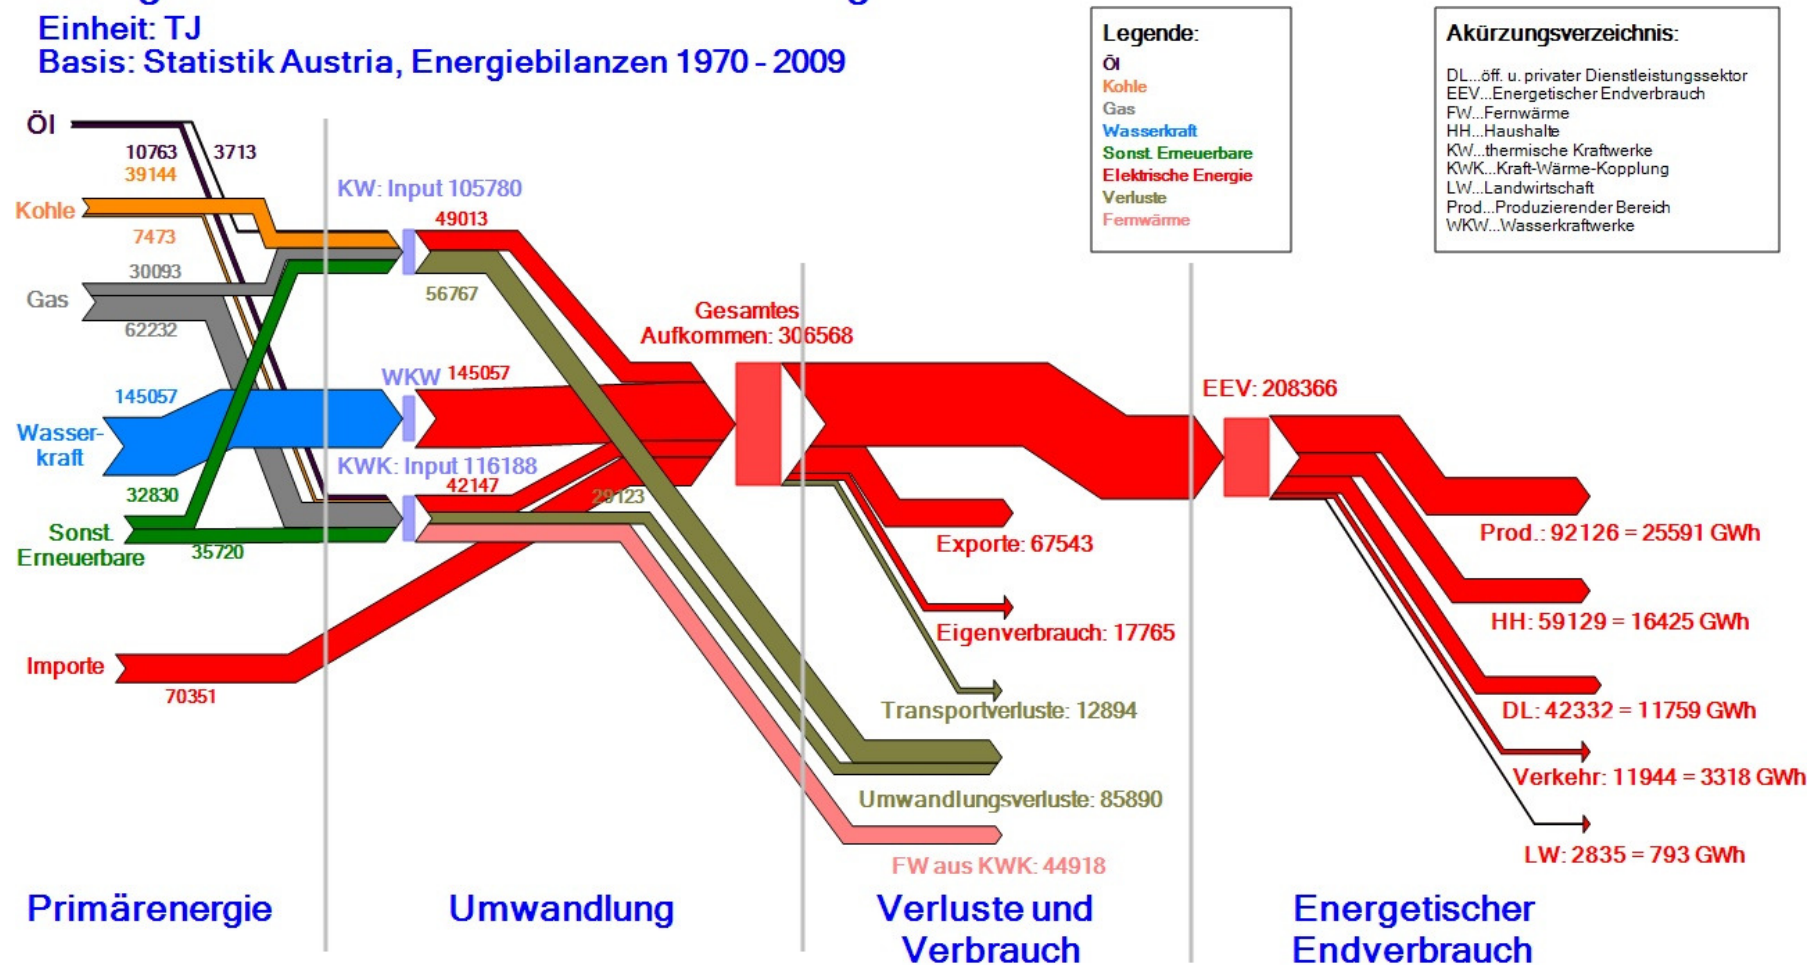 Einheit: TJ
Basis: Statistik Austria, Energiebilanzen 1970 - 2009
Legende:
Öl
Kohle
Gas
Wasserkraft
Sonst. Erneuerbare
Elektrische Energie
Verluste
Fernwärme
Akürzungsverzeichnis:
DL...öff. u. privater Dienstleistungssektor
EEV...Energetischer Endverbrauch
FW...Fernwärme
HH...Haushalte
KW...thermische Kraftwerke
KWK...Kraft-Wärme-Kopplung
LW...Landwirtschaft
Prod...Produzierender Bereich
WKW...Wasserkraftwerke
Öl
10763
3713
39144
Kohle
7473
30093
Gas
62232
145057
Wasser-
kraft
32830
Sonst.
Erneuerbare
35720
Importe
70351
KW: Input 105780
49013
56767
WKW 145057
KWK: Input 116188
42147
29123
Gesamtes
Aufkommen: 306568
Exporte: 67543
Eigenverbrauch: 17765
Transportverluste: 12894
Umwandlungsverluste: 85890
FW aus KWK: 44918
EEV: 208366
Prod.: 92126 = 25591 GWh
HH: 59129 = 16425 GWh
DL: 42332 = 11759 GWh
Verkehr: 11944 = 3318 GWh
LW: 2835 = 793 GWh
Primärenergie
Umwandlung
Verluste und
Verbrauch
Energetischer
Endverbrauch